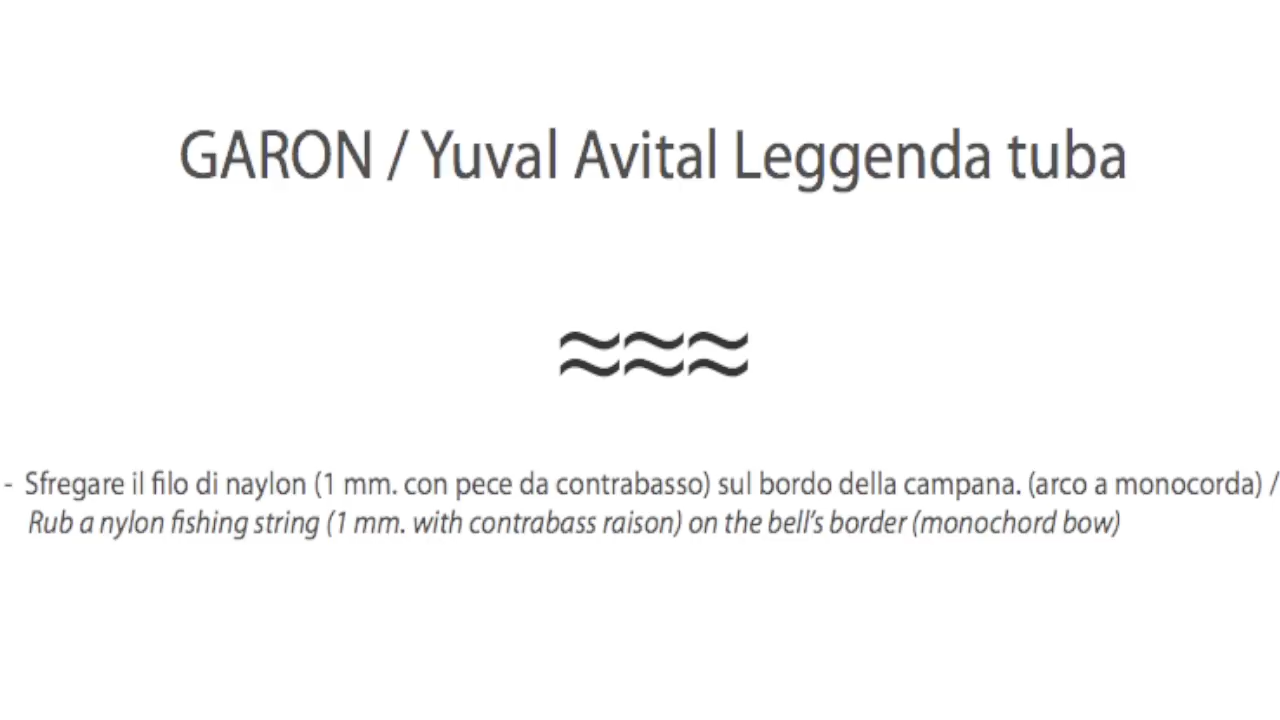 GARON / Yuval Avital Leggenda tuba
≈≈≈
- Sfregare il filo di naylon (1 mm. con pece da contrabasso) sul bordo della campana. (arco a monocorda) /
Rub a nylon fishing string (1 mm. with contrabass raison) on the bell's border (monochord bow)